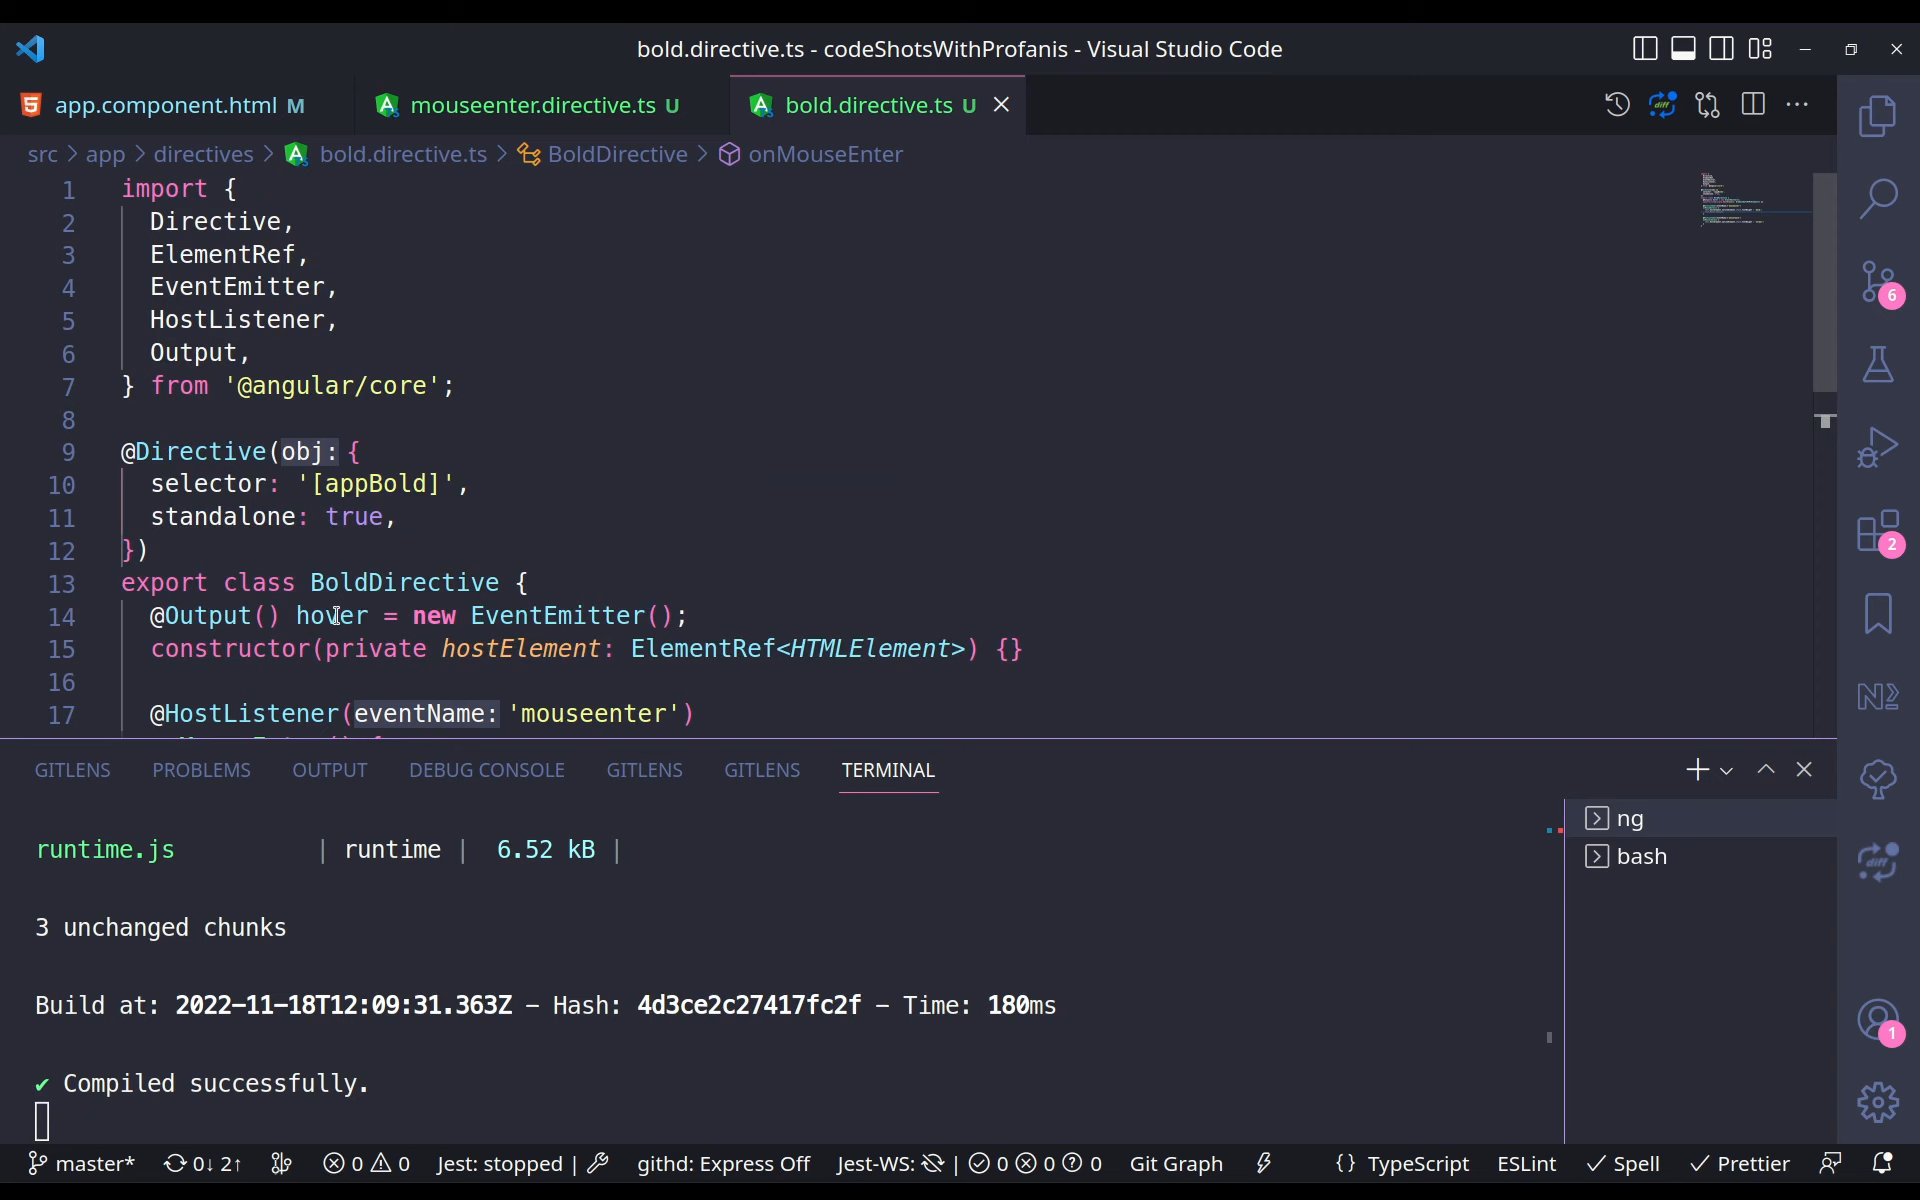 bold.directive.ts - codeShotsWithProfanis - Visual Studio Code
app.component.html M
mouseenter.directive.ts U
bold.directive.ts U
diff
src > app > directives > bold.directive.ts > BoldDirective > onMouseEnter
1 import {
2 Directive,
3 ElementRef,
4 EventEmitter,
5 HostListener,
6 Output,
7 } from '@angular/core';
8
9 @Directive(obj: {
10 selector: '[appBold]',
11 standalone: true,
12 })
13 export class BoldDirective {
14 @Output() hover = new EventEmitter();
15 constructor(private hostElement: ElementRef<HTMLElement>) {}
16
17 @HostListener(eventName: 'mouseenter')
6
2
diff
1
GITLENS PROBLEMS OUTPUT DEBUG CONSOLE GITLENS GITLENS TERMINAL
ng
bash
runtime.js | runtime | 6.52 kB |
3 unchanged chunks
Build at: 2022-11-18T12:09:31.363Z - Hash: 4d3ce2c27417fc2f - Time: 180ms
✔ Compiled successfully.
master* 0↓ 2↑ 0 0 Jest: stopped | githd: Express Off Jest-WS: | 0 0 0 Git Graph {} TypeScript ESLint ✓ Spell ✓ Prettier